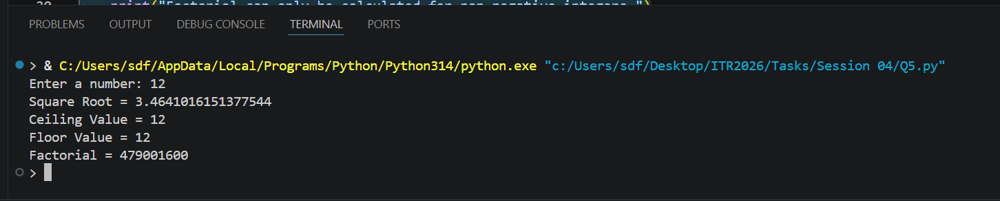 20 print("Factorial can only be calculated for non-negative integers.")
PROBLEMS OUTPUT DEBUG CONSOLE TERMINAL PORTS
> & C:/Users/sdf/AppData/Local/Programs/Python/Python314/python.exe "c:/Users/sdf/Desktop/ITR2026/Tasks/Session 04/Q5.py"
Enter a number: 12
Square Root = 3.4641016151377544
Ceiling Value = 12
Floor Value = 12
Factorial = 479001600
>